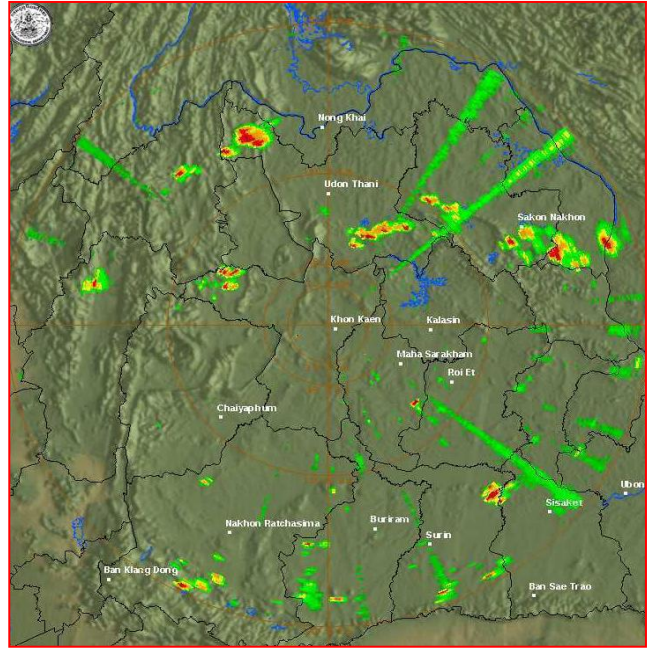 Nong Khai
Udon Thani
Sakon Nakhon
Khon Kaen
Kalasin
Maha Sarakham
Roi Et
Chaiyaphum
Ubon
Sisaket
Nakhon Ratchasima
Buriram
Surin
Ban Klang Dong
Ban Sae Trao